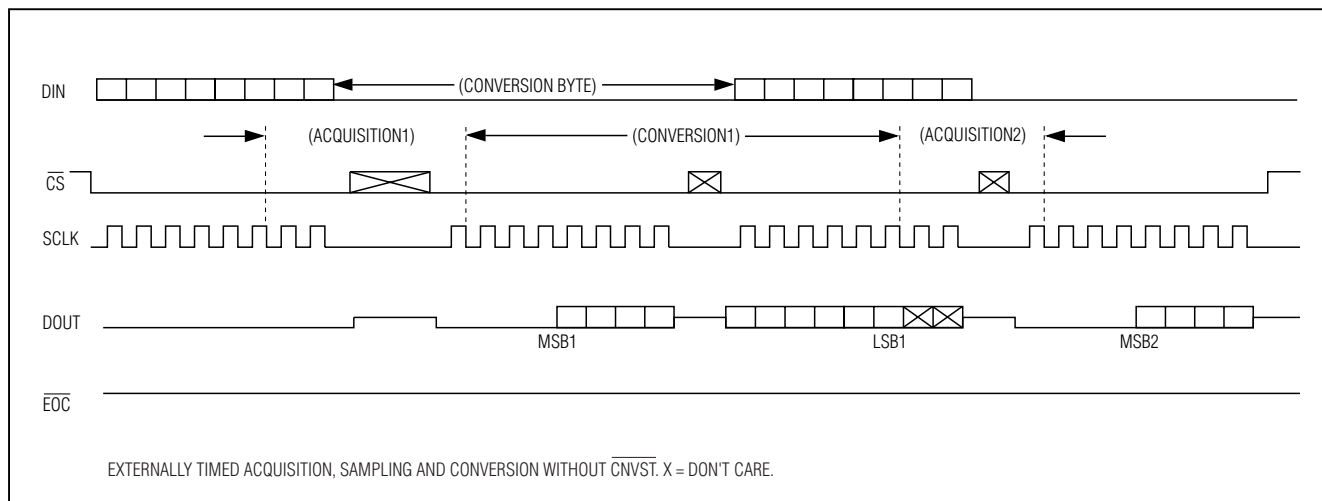 DIN
(CONVERSION BYTE)
(ACQUISITION1)
(CONVERSION1)
(ACQUISITION2)
CS
SCLK
DOUT
MSB1
LSB1
MSB2
EOC
EXTERNALLY TIMED ACQUISITION, SAMPLING AND CONVERSION WITHOUT CNVST. X = DON'T CARE.